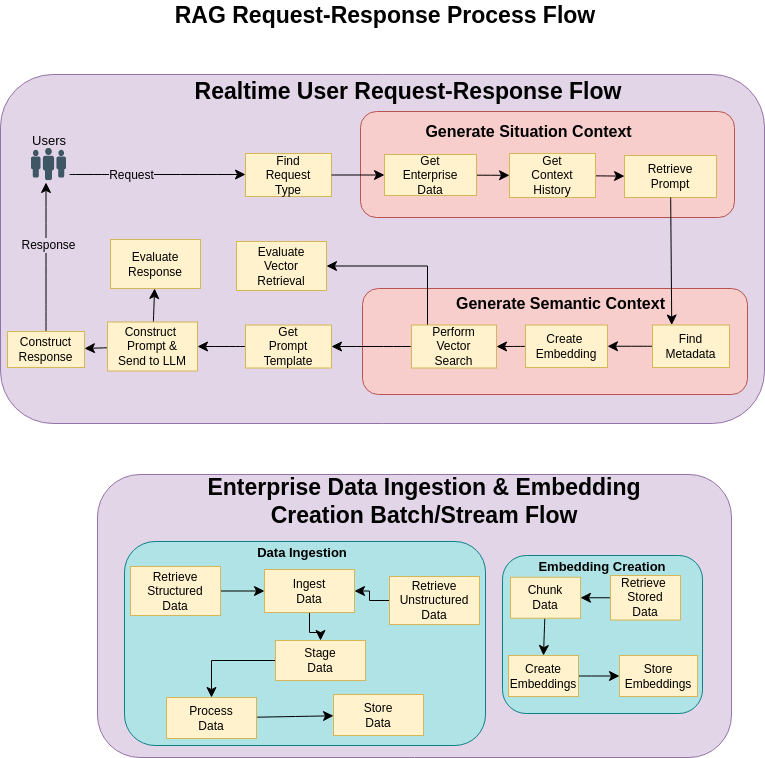 RAG Request-Response Process Flow
Realtime User Request-Response Flow
Generate Situation Context
Users
Request
Find
Request
Type
Get
Enterprise
Data
Get
Context
History
Retrieve
Prompt
Response
Evaluate
Response
Evaluate
Vector
Retrieval
Generate Semantic Context
Construct
Response
Construct
Prompt &
Send to LLM
Get
Prompt
Template
Perform
Vector
Search
Create
Embedding
Find
Metadata
Enterprise Data Ingestion & Embedding
Creation Batch/Stream Flow
Data Ingestion
Retrieve
Structured
Data
Ingest
Data
Retrieve
Unstructured
Data
Stage
Data
Process
Data
Store
Data
Embedding Creation
Chunk
Data
Retrieve
Stored
Data
Create
Embeddings
Store
Embeddings